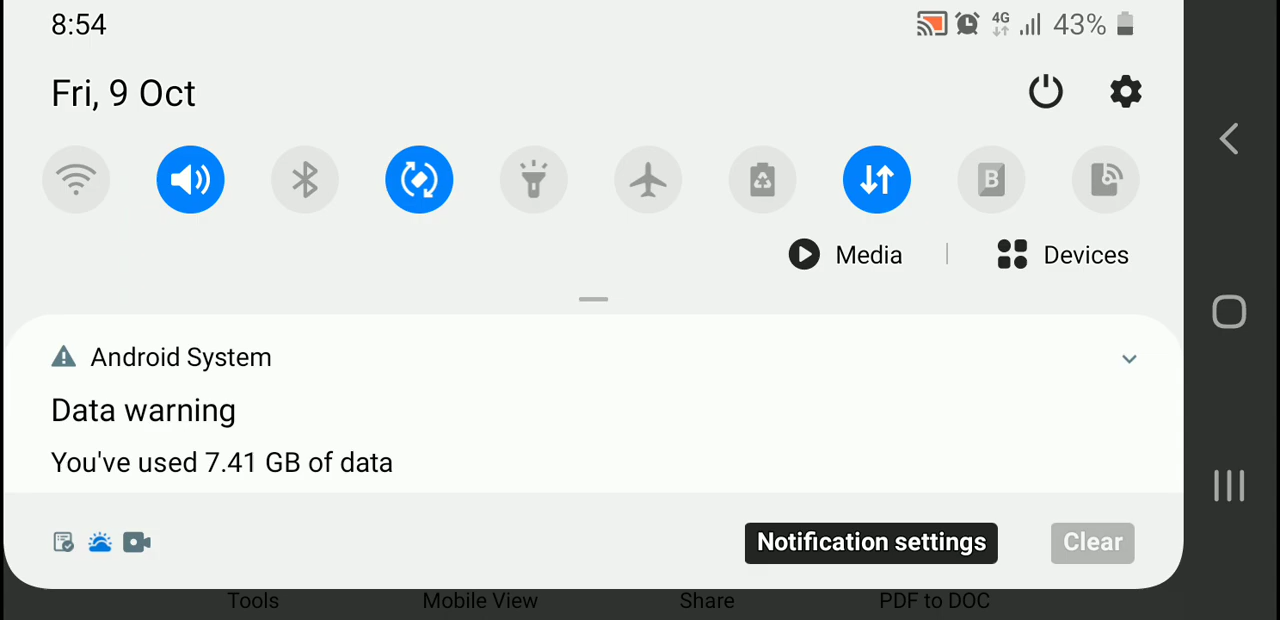 8:54
4G 43%
Fri, 9 Oct
B
Media
Devices
Android System
Data warning
You've used 7.41 GB of data
Notification settings
Clear
Tools
Mobile View
Share
PDF to DOC